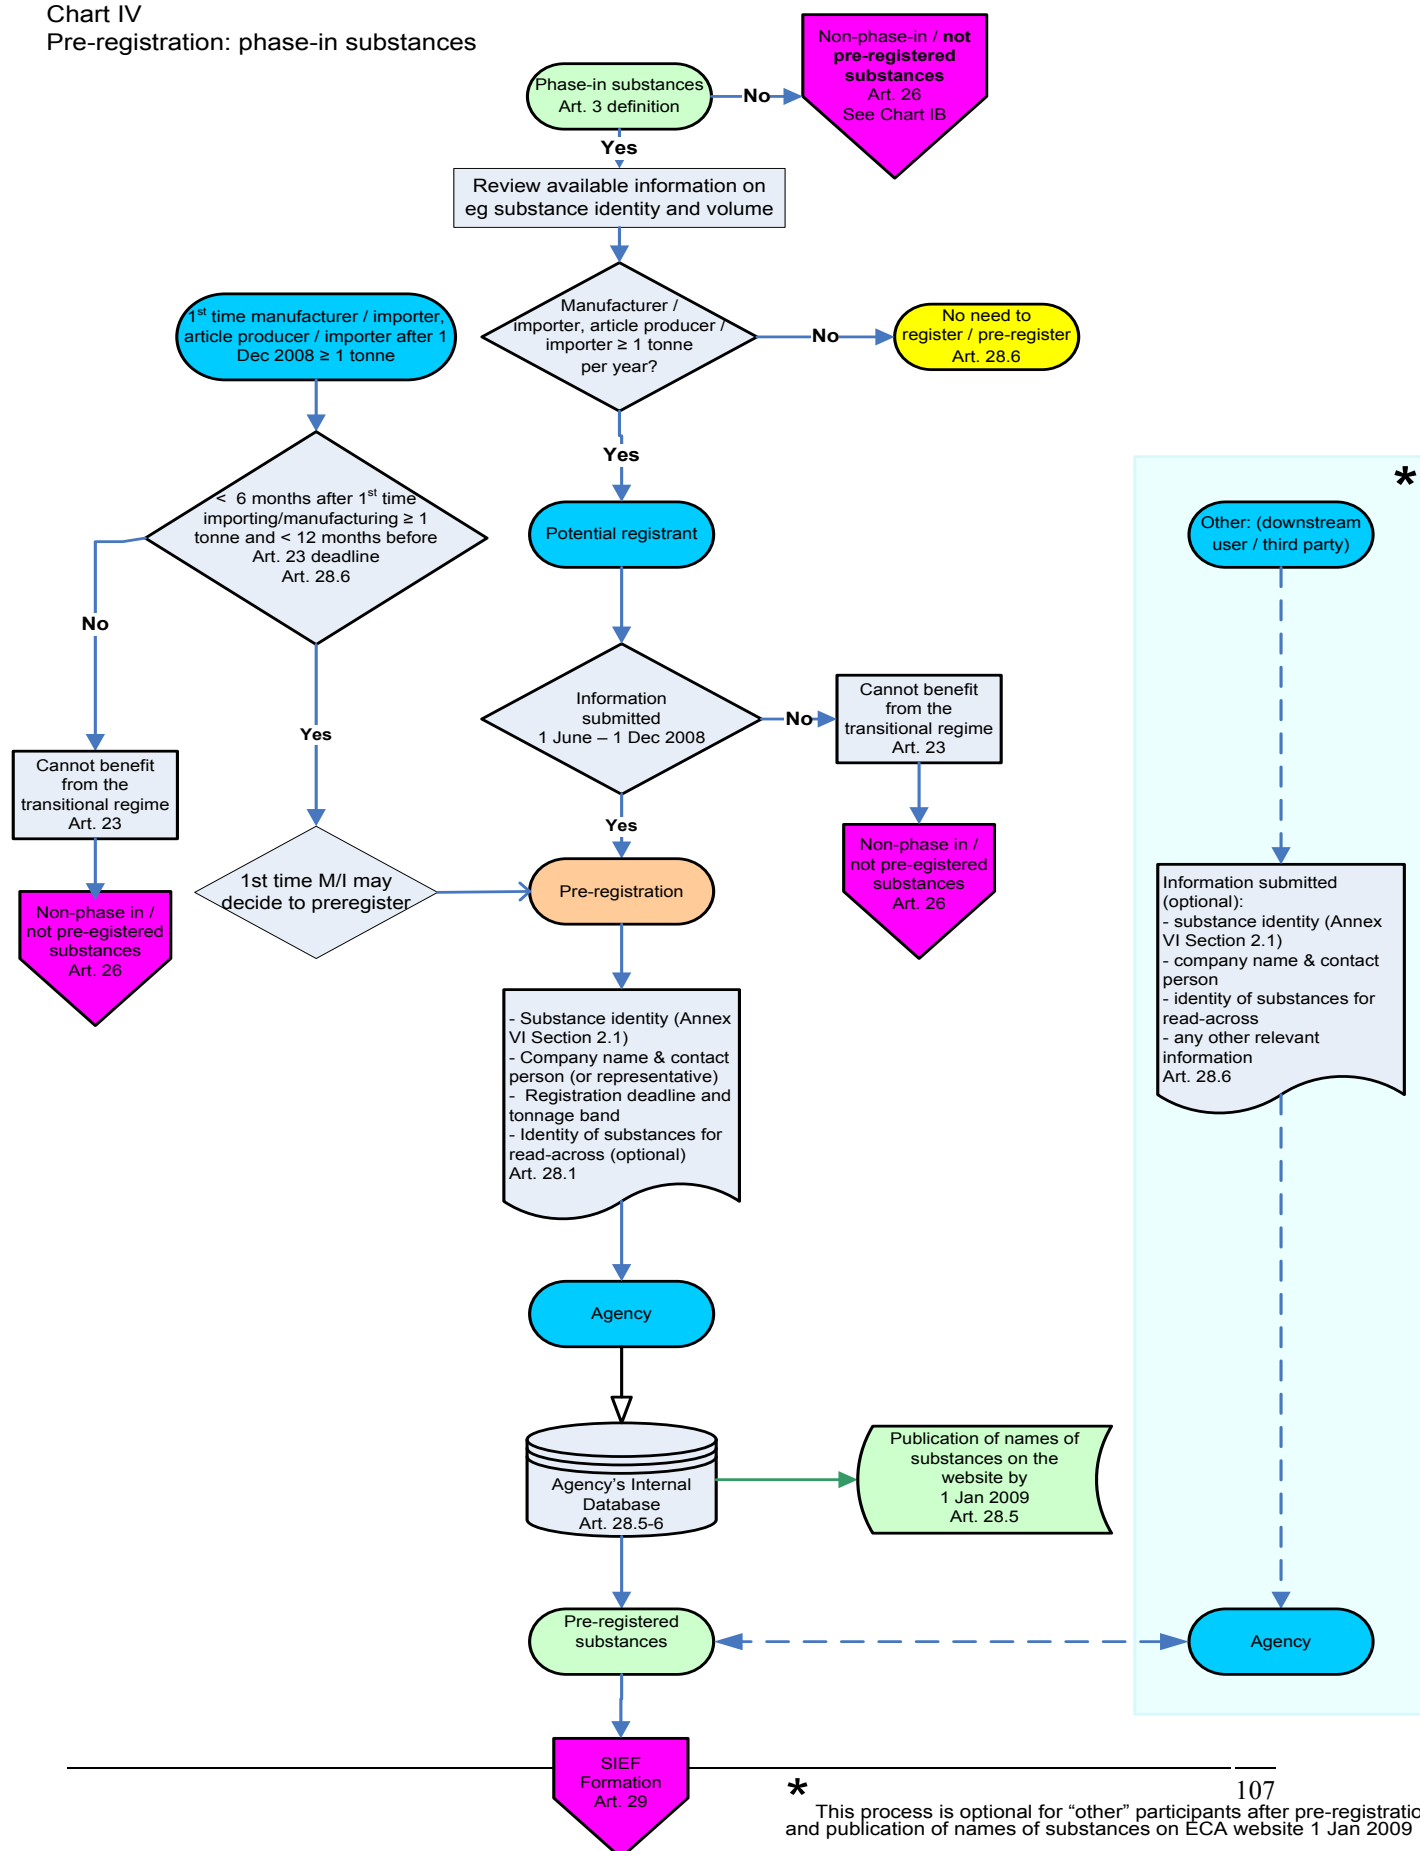 Chart IV
Pre-registration: phase-in substances
Non-phase-in / not
pre-registered
substances
Art. 26
See Chart IB
Phase-in substances
Art. 3 definition
No
Yes
Review available information on
eg substance identity and volume
1st time manufacturer / importer,
article producer / importer after 1
Dec 2008 ≥ 1 tonne
Manufacturer /
importer, article producer /
importer ≥ 1 tonne
per year?
No
No need to
register / pre-register
Art. 28.6
Yes
< 6 months after 1st time
importing/manufacturing ≥ 1
tonne and < 12 months before
Art. 23 deadline
Art. 28.6
Potential registrant
*
Other: (downstream
user / third party)
No
Yes
Information
submitted
1 June – 1 Dec 2008
No
Cannot benefit
from the
transitional regime
Art. 23
Cannot benefit
from the
transitional regime
Art. 23
Yes
Non-phase in /
not pre-egistered
substances
Art. 26
1st time M/I may
decide to preregister
Pre-registration
Non-phase in /
not pre-egistered
substances
Art. 26
Information submitted
(optional):
- substance identity (Annex
VI Section 2.1)
- company name & contact
person
- identity of substances for
read-across
- any other relevant
information
Art. 28.6
- Substance identity (Annex
VI Section 2.1)
- Company name & contact
person (or representative)
- Registration deadline and
tonnage band
- Identity of substances for
read-across (optional)
Art. 28.1
Agency
Agency's Internal
Database
Art. 28.5-6
Publication of names of
substances on the
website by
1 Jan 2009
Art. 28.5
Pre-registered
substances
Agency
SIEF
Formation
Art. 29
107
*
This process is optional for “other” participants after pre-registratio
and publication of names of substances on ECA website 1 Jan 2009